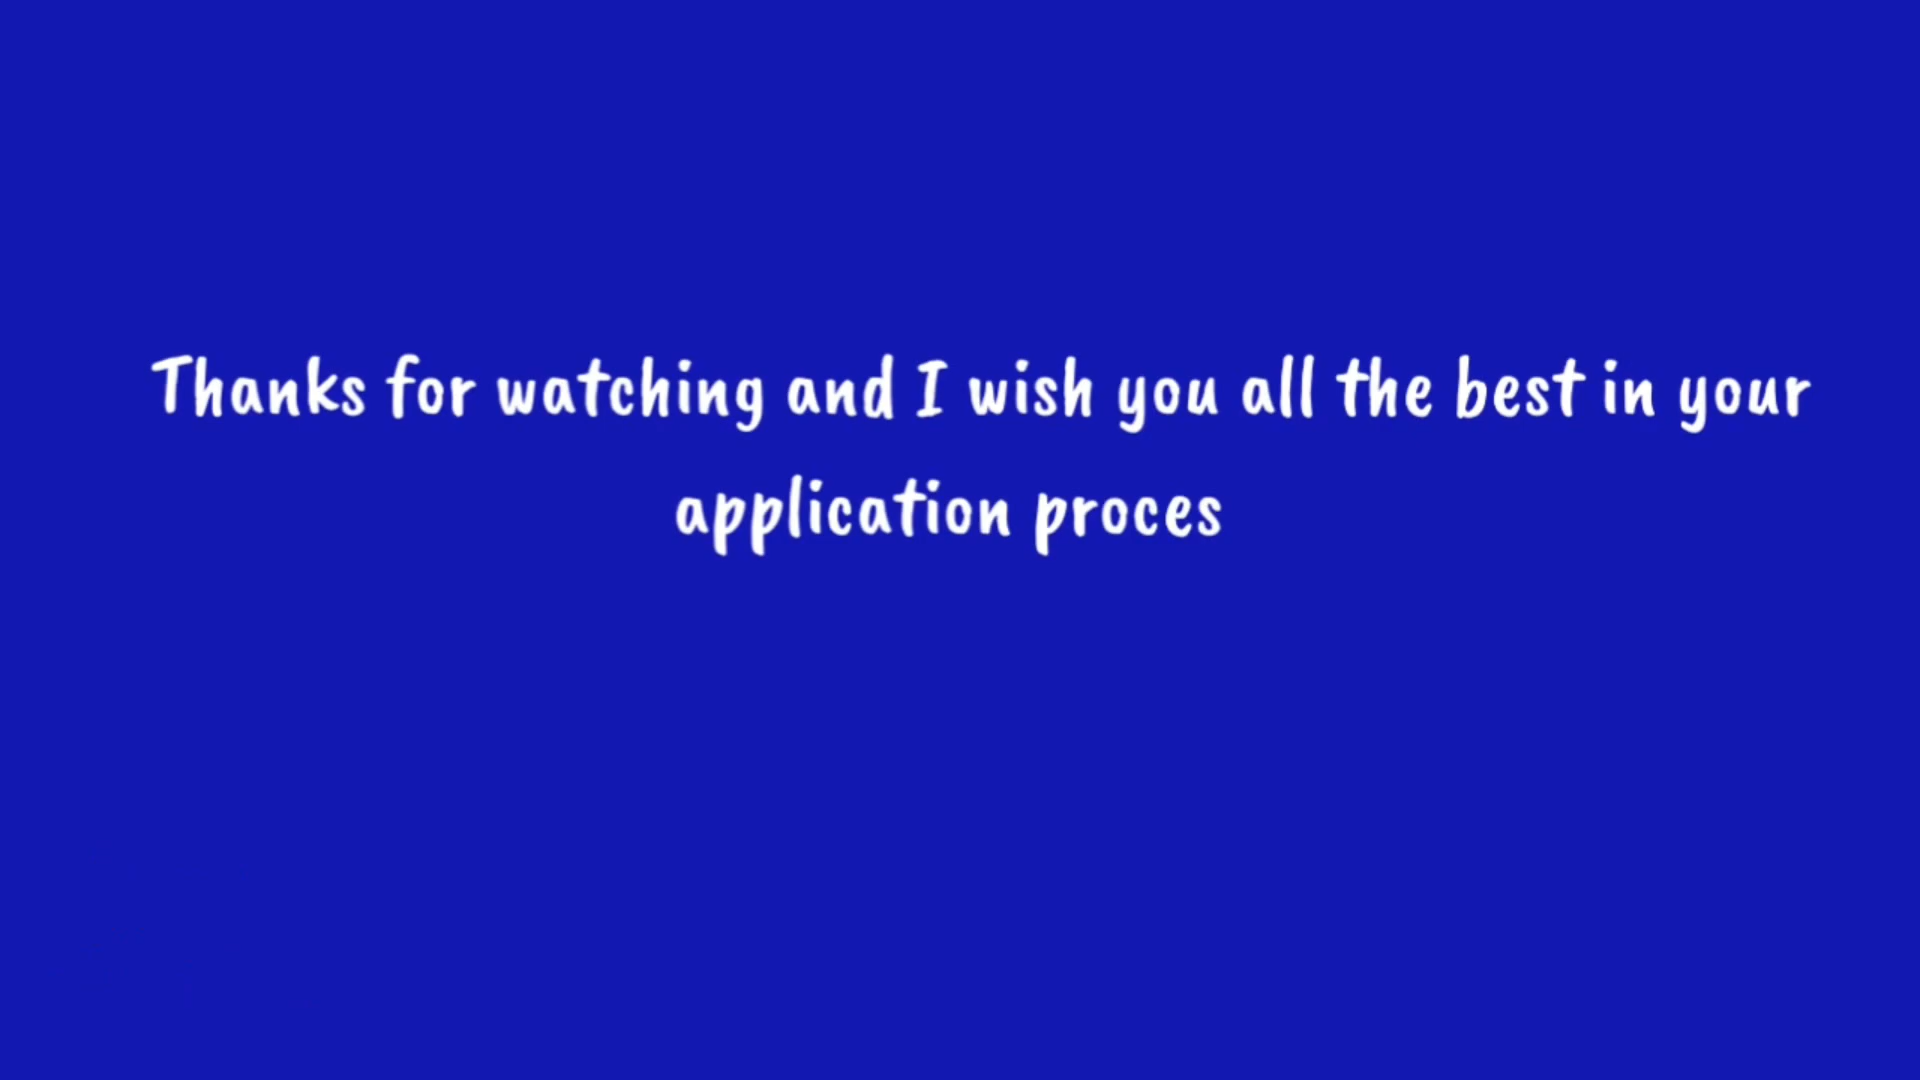 Thanks for watching and I wish you all the best in your
application proces